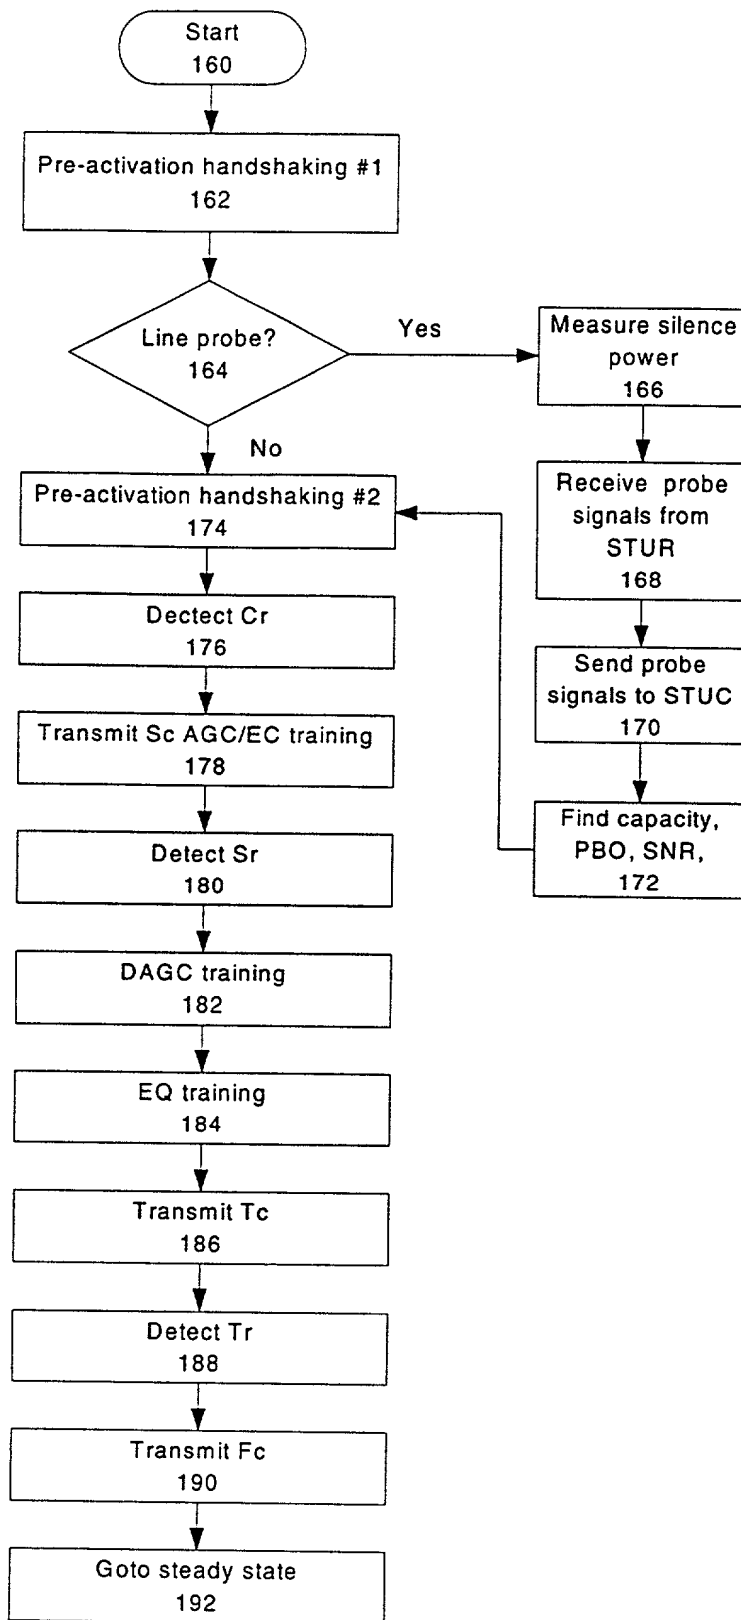 Start
160
Pre-activation handshaking #1
162
Line probe?
164
Yes
No
Measure silence
power
166
Receive probe
signals from
STUR
168
Send probe
signals to STUC
170
Find capacity,
PBO, SNR,
172
Pre-activation handshaking #2
174
Dectect Cr
176
Transmit Sc AGC/EC training
178
Detect Sr
180
DAGC training
182
EQ training
184
Transmit Tc
186
Detect Tr
188
Transmit Fc
190
Goto steady state
192